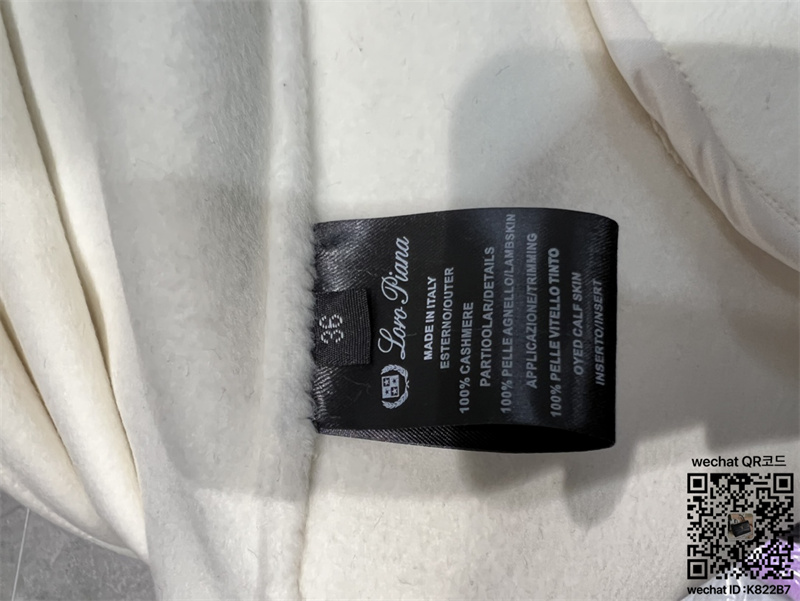 36
Loro Piana
MADE IN ITALY
ESTERNO/OUTER
100% CASHMERE
PARTIOOLAR/DETAILS
100% PELLE AGNELLO/LAMBSKIN
APPLICAZIONE/TRIMMING
100% PELLE VITELLO TINTO
OYED CALF SKIN
INSERTO/INSERT
wechat QR코드
wechat ID :K822B7